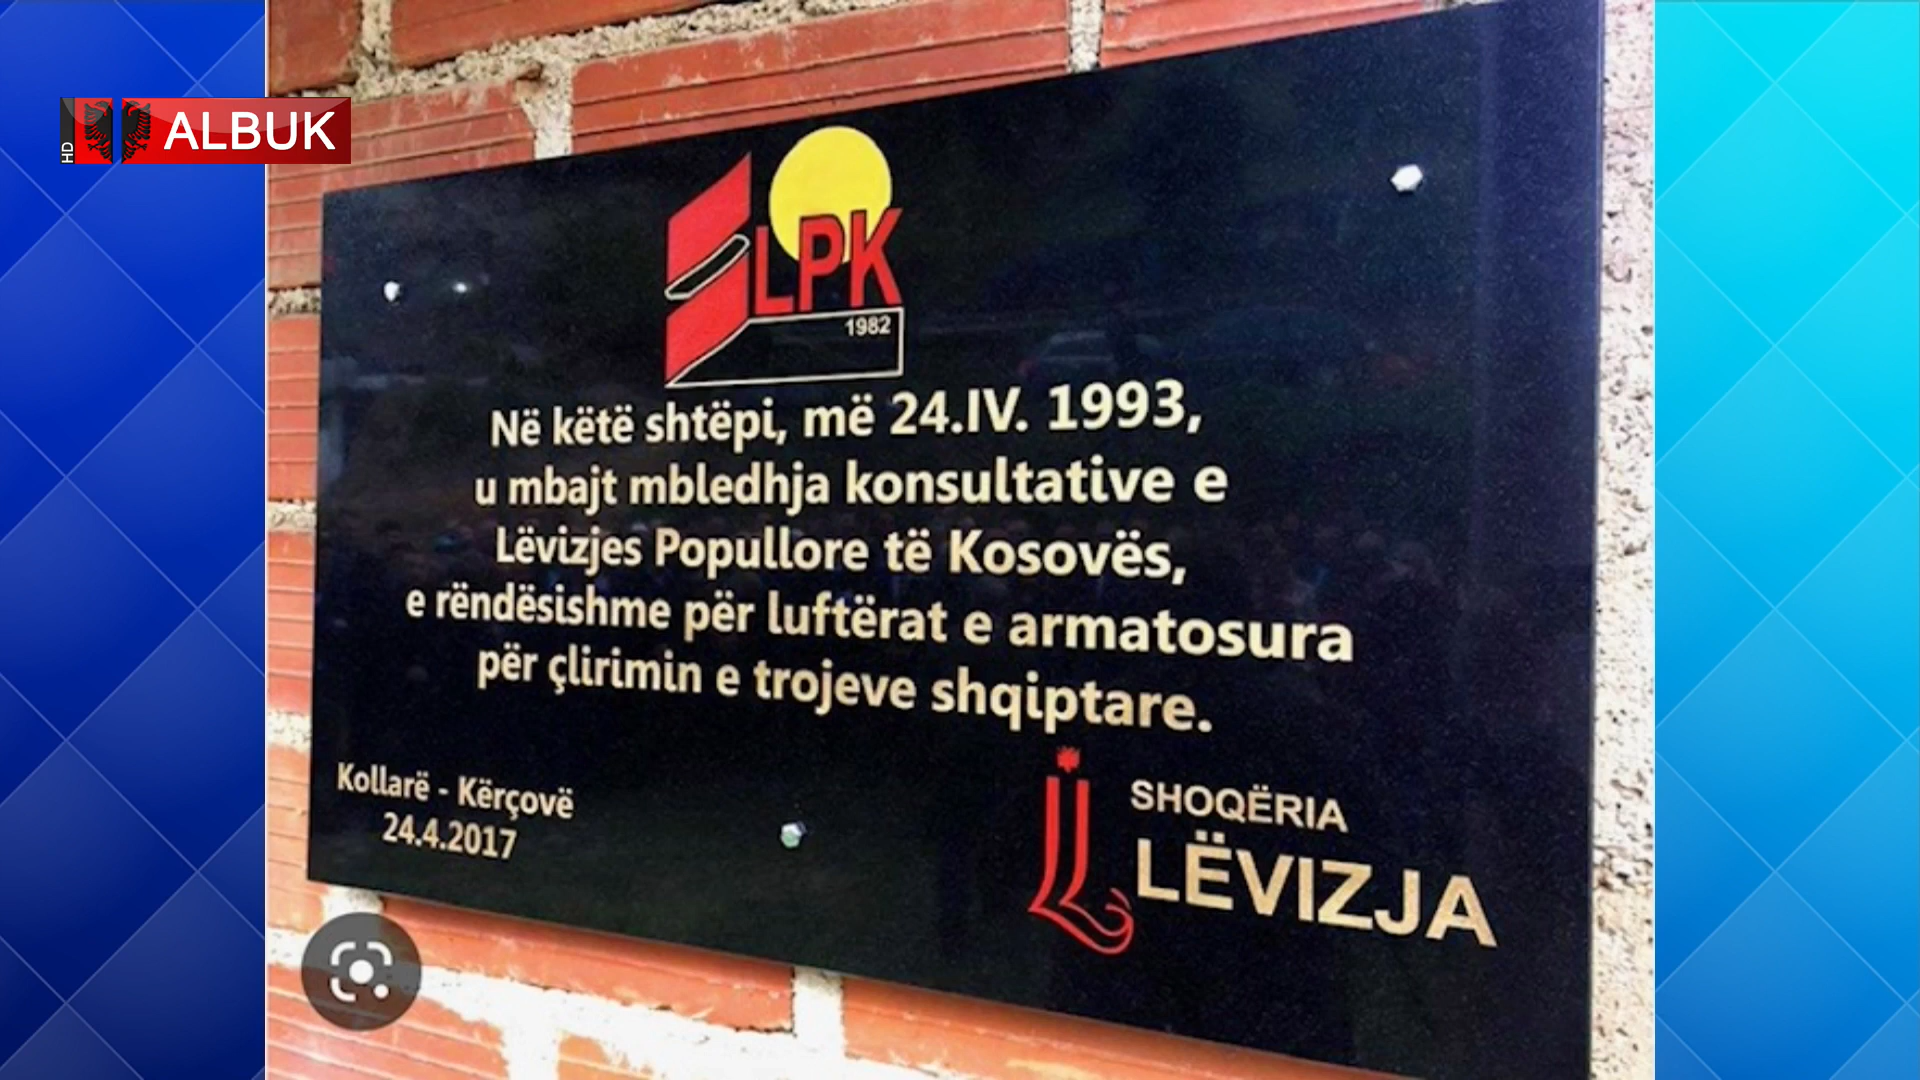 HD
ALBUK
LPK
1982
Në këtë shtëpi, më 24.IV. 1993,
u mbajt mbledhja konsultative e
Lëvizjes Popullore të Kosovës,
e rëndësishme për luftërat e armatosura
për çlirimin e trojeve shqiptare.
Kollarë - Kërçovë
24.4.2017
SHOQËRIA
LËVIZJA